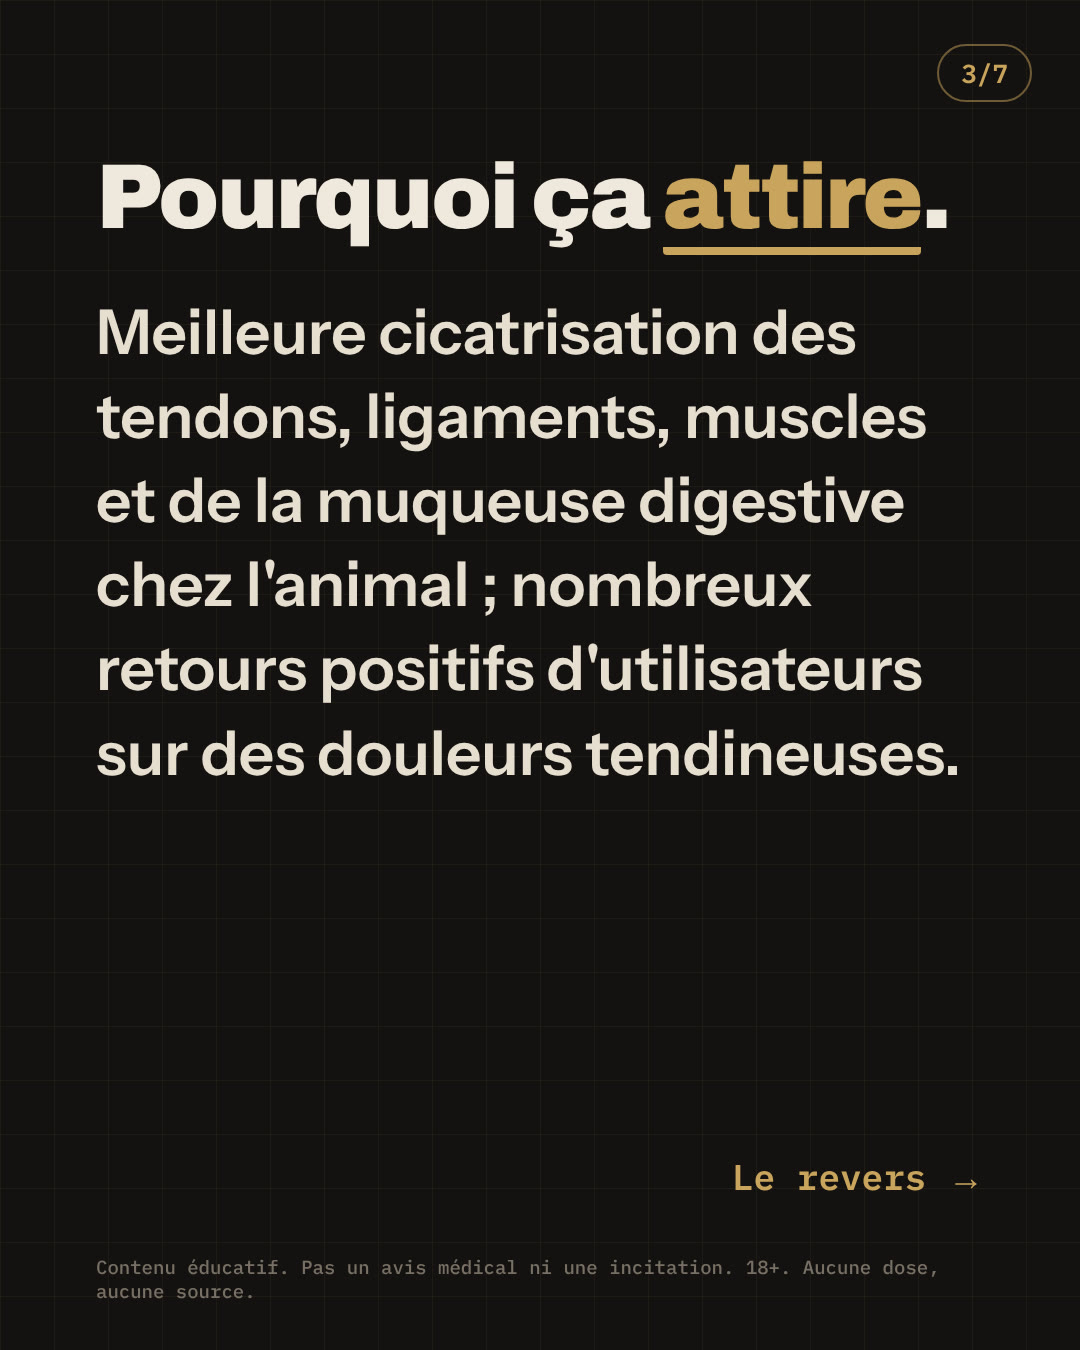 3/7
Pourquoi ça attire.
Meilleure cicatrisation des
tendons, ligaments, muscles
et de la muqueuse digestive
chez l'animal ; nombreux
retours positifs d'utilisateurs
sur des douleurs tendineuses.
Le revers →
Contenu éducatif. Pas un avis médical ni une incitation. 18+. Aucune dose,
aucune source.